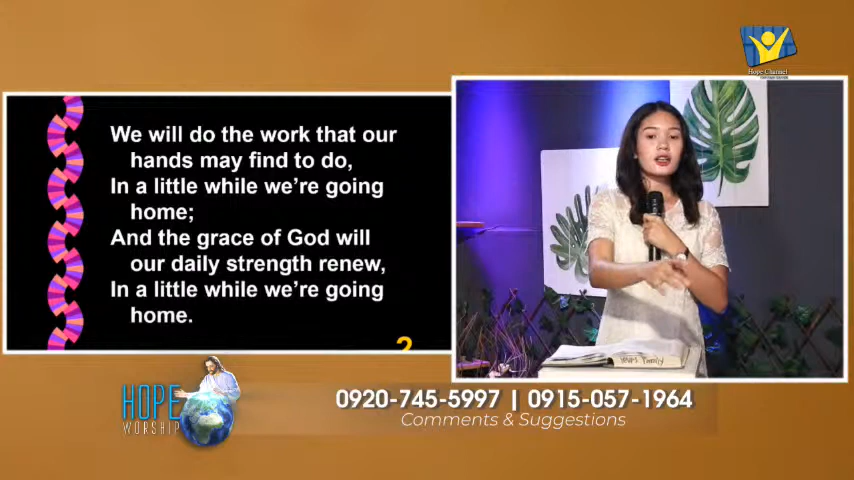 Hope Channel
We will do the work that our
hands may find to do,
In a little while we're going
home;
And the grace of God will
our daily strength renew,
In a little while we're going
home.
2
HOPE
WORSHIP
0920-745-5997 | 0915-057-1964
Comments & Suggestions